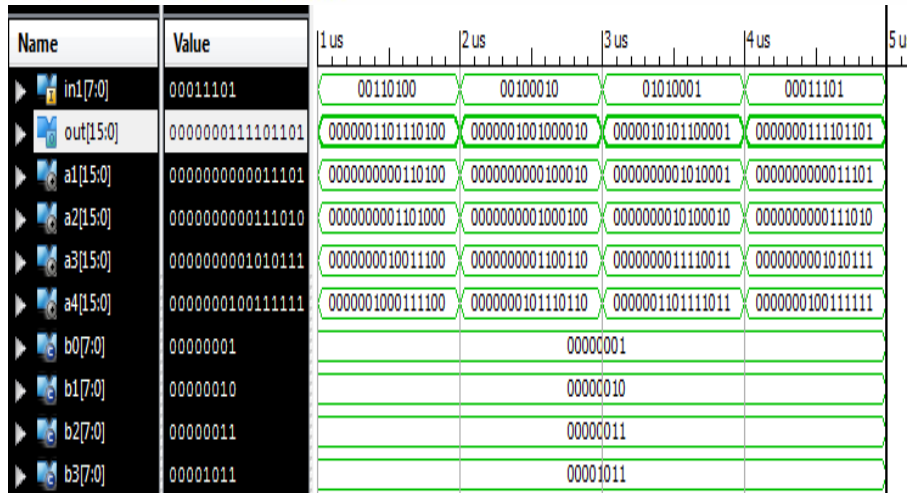 Name Value 1 us 2 us 3 us 4 us 5 u
in1[7:0] 00011101 00110100 00100010 01010001 00011101
out[15:0] 0000000111101101 0000001101110100 0000001001000010 0000010101100001 0000000111101101
a1[15:0] 0000000000011101 0000000000110100 0000000000100010 0000000001010001 0000000000011101
a2[15:0] 0000000000111010 0000000001101000 0000000001000100 0000000010100010 0000000000111010
a3[15:0] 0000000001010111 0000000010011100 0000000001100110 0000000011110011 0000000001010111
a4[15:0] 0000000100111111 0000001000111100 0000000101110110 0000001101111011 0000000100111111
b0[7:0] 00000001 00000001
b1[7:0] 00000010 00000010
b2[7:0] 00000011 00000011
b3[7:0] 00001011 00001011